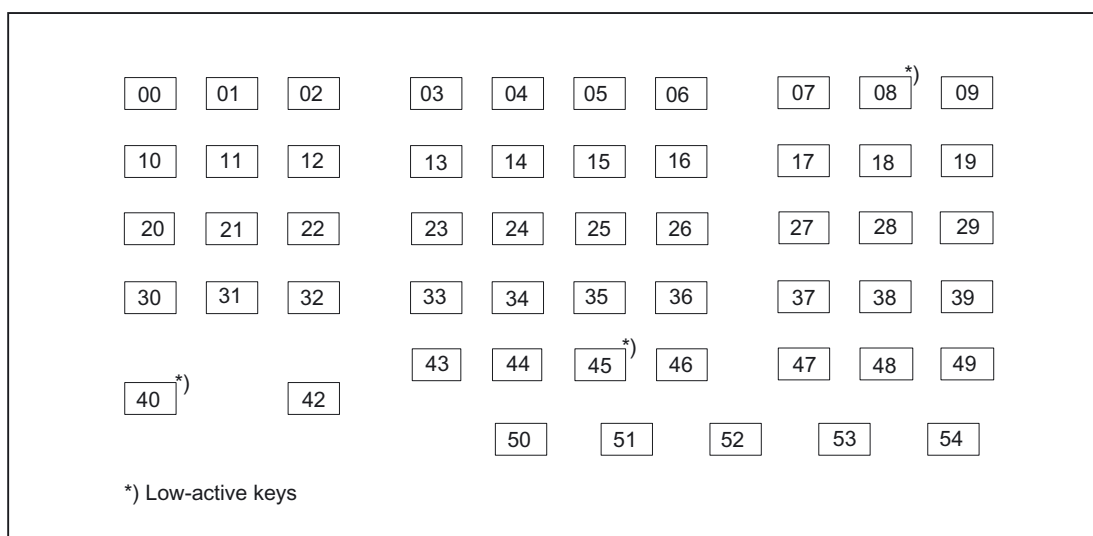 00 01 02 03 04 05 06 07 08 *) 09
10 11 12 13 14 15 16 17 18 19
20 21 22 23 24 25 26 27 28 29
30 31 32 33 34 35 36 37 38 39
43 44 45 *) 46 47 48 49
40 *) 42
50 51 52 53 54
*) Low-active keys